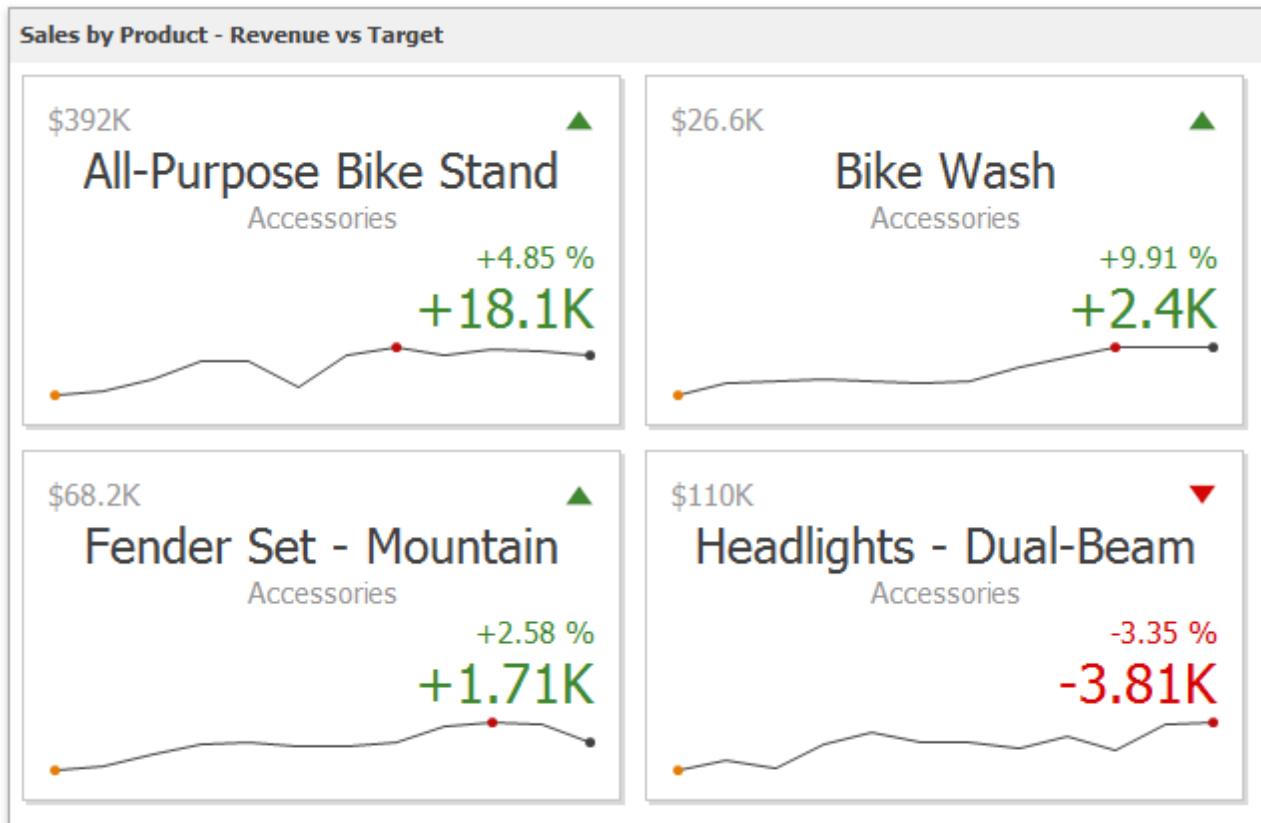 Sales by Product - Revenue vs Target
$392K
All-Purpose Bike Stand
Accessories
+4.85 %
+18.1K
$26.6K
Bike Wash
Accessories
+9.91 %
+2.4K
$68.2K
Fender Set - Mountain
Accessories
+2.58 %
+1.71K
$110K
Headlights - Dual-Beam
Accessories
-3.35 %
-3.81K